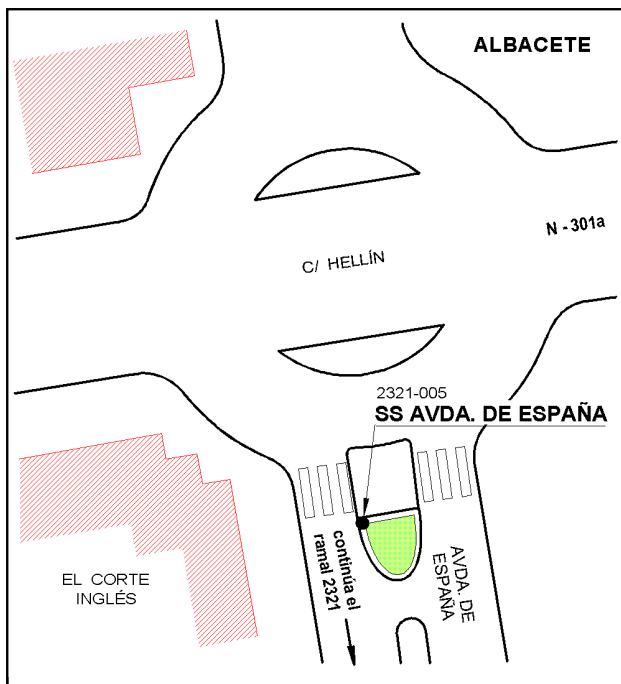 ALBACETE
N - 301a
C/ HELLÍN
2321-005
SS AVDA. DE ESPAÑA
continúa el
ramal 2321
AVDA. DE
ESPAÑA
EL CORTE
INGLÉS